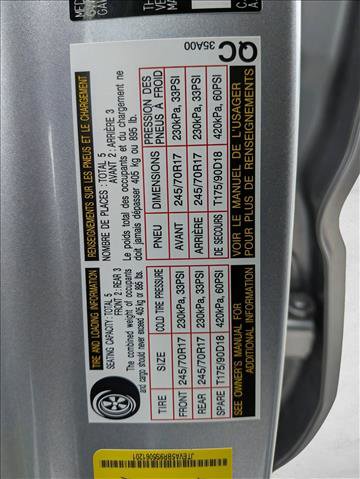 TIRE AND LOADING INFORMATION
SEATING CAPACITY: TOTAL 5
FRONT 2 : REAR 3
The combined weight of occupants
and cargo should never exceed 405 kg or 895 lbs.
TIRE SIZE COLD TIRE PRESSURE
FRONT 245/70R17 230kPa, 33PSI
REAR 245/70R17 230kPa, 33PSI
SPARE T175/90D18 420kPa, 60PSI
SEE OWNER'S MANUAL FOR
ADDITIONAL INFORMATION
RENSEIGNEMENTS SUR LES PNEUS ET LE CHARGEMENT
NOMBRE DE PLACES : TOTAL 5
AVANT 2 : ARRIÈRE 3
Le poids total des occupants et du chargement ne
doit jamais dépasser 405 kg ou 895 lb.
PNEU DIMENSIONS PRESSION DES
PNEUS À FROID
AVANT 245/70R17 230kPa, 33PSI
ARRIÈRE 245/70R17 230kPa, 33PSI
DE SECOURS T175/90D18 420kPa, 60PSI
VOIR LE MANUEL DE L'USAGER
POUR PLUS DE RENSEIGNEMENTS
QC
35A00